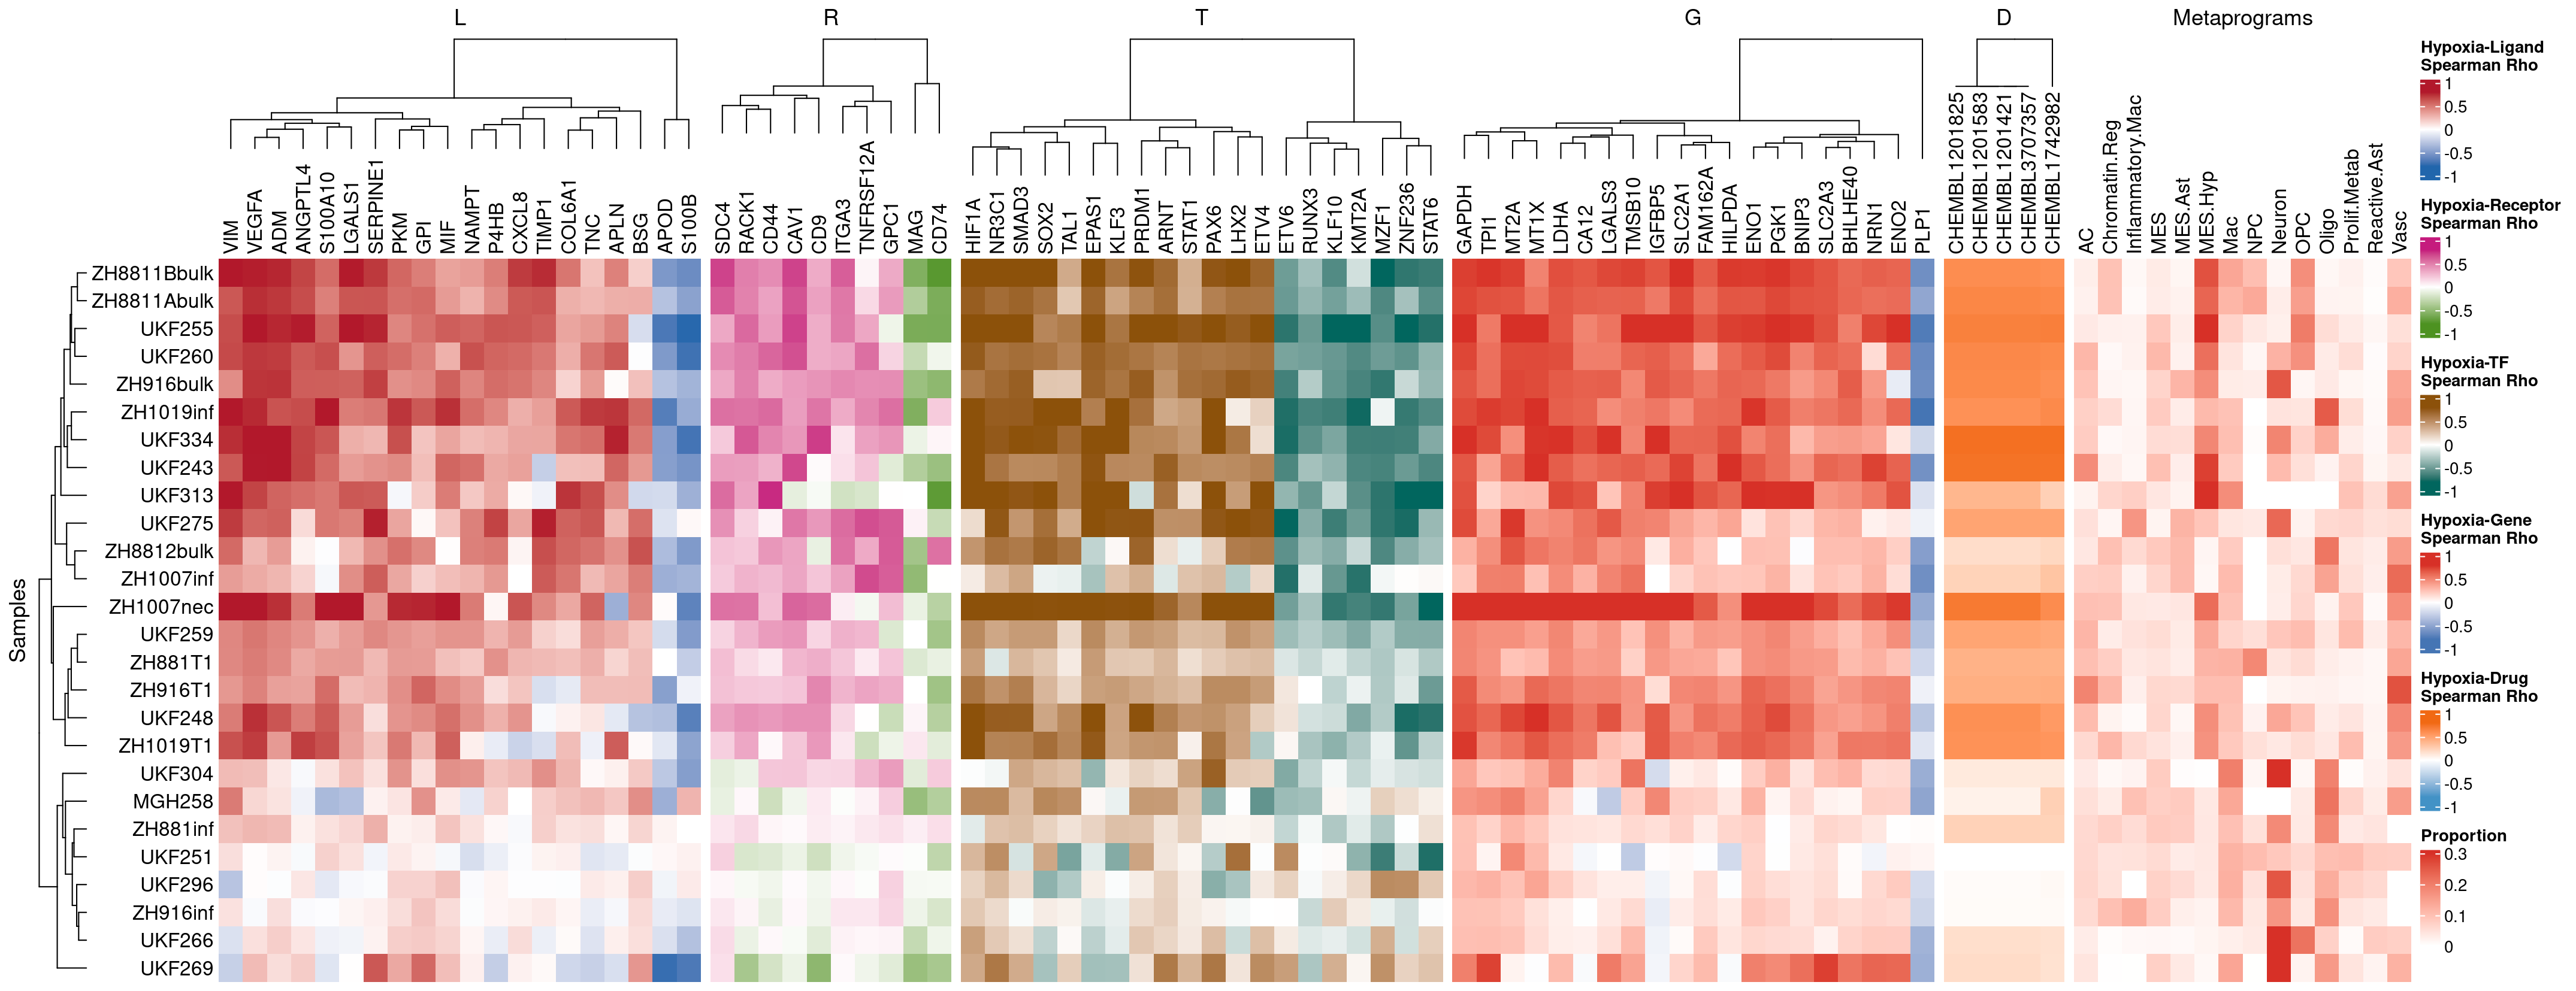 L R T G D Metaprograms
VIM VEGFA ADM ANGPTL4 S100A10 LGALS1 SERPINE1 PKM GPI MIF NAMPT P4HB CXCL8 TIMP1 COL6A1 TNC APLN BSG APOD S100B
SDC4 RACK1 CD44 CAV1 CD9 ITGA3 TNFRSF12A GPC1 MAG CD74
HIF1A NR3C1 SMAD3 SOX2 TAL1 EPAS1 KLF3 PRDM1 ARNT STAT1 PAX6 LHX2 ETV4 ETV6 RUNX3 KLF10 KMT2A MZF1 ZNF236 STAT6
GAPDH TPI1 MT2A MT1X LDHA CA12 LGALS3 TMSB10 IGFBP5 SLC2A1 FAM162A HILPDA ENO1 PGK1 BNIP3 SLC2A3 BHLHE40 NRN1 ENO2 PLP1
CHEMBL1201825 CHEMBL1201583 CHEMBL1201421 CHEMBL3707357 CHEMBL1742982
AC Chromatin.Reg Inflammatory.Mac MES MES.Ast MES.Hyp Mac NPC Neuron OPC Oligo Prolif.Metab Reactive.Ast Vasc
Samples
ZH8811Bbulk
ZH8811Abulk
UKF255
UKF260
ZH916bulk
ZH1019inf
UKF334
UKF243
UKF313
UKF275
ZH8812bulk
ZH1007inf
ZH1007nec
UKF259
ZH881T1
ZH916T1
UKF248
ZH1019T1
UKF304
MGH258
ZH881inf
UKF251
UKF296
ZH916inf
UKF266
UKF269
Hypoxia-Ligand
Spearman Rho
1
0.5
0
-0.5
-1
Hypoxia-Receptor
Spearman Rho
1
0.5
0
-0.5
-1
Hypoxia-TF
Spearman Rho
1
0.5
0
-0.5
-1
Hypoxia-Gene
Spearman Rho
1
0.5
0
-0.5
-1
Hypoxia-Drug
Spearman Rho
1
0.5
0
-0.5
-1
Proportion
0.3
0.2
0.1
0